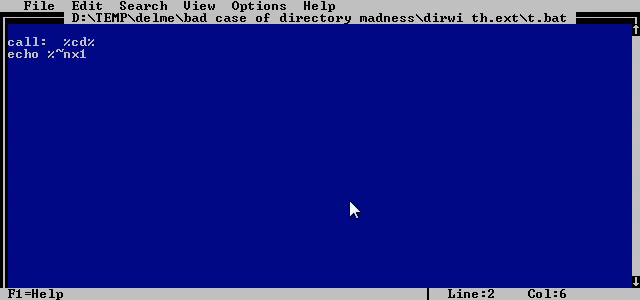 File Edit Search View Options Help
D:\TEMP\delme\bad case of directory madness\dirwi th.ext\t.bat
call:  %cd%
echo %~nx1
F1=Help Line:2 Col:6